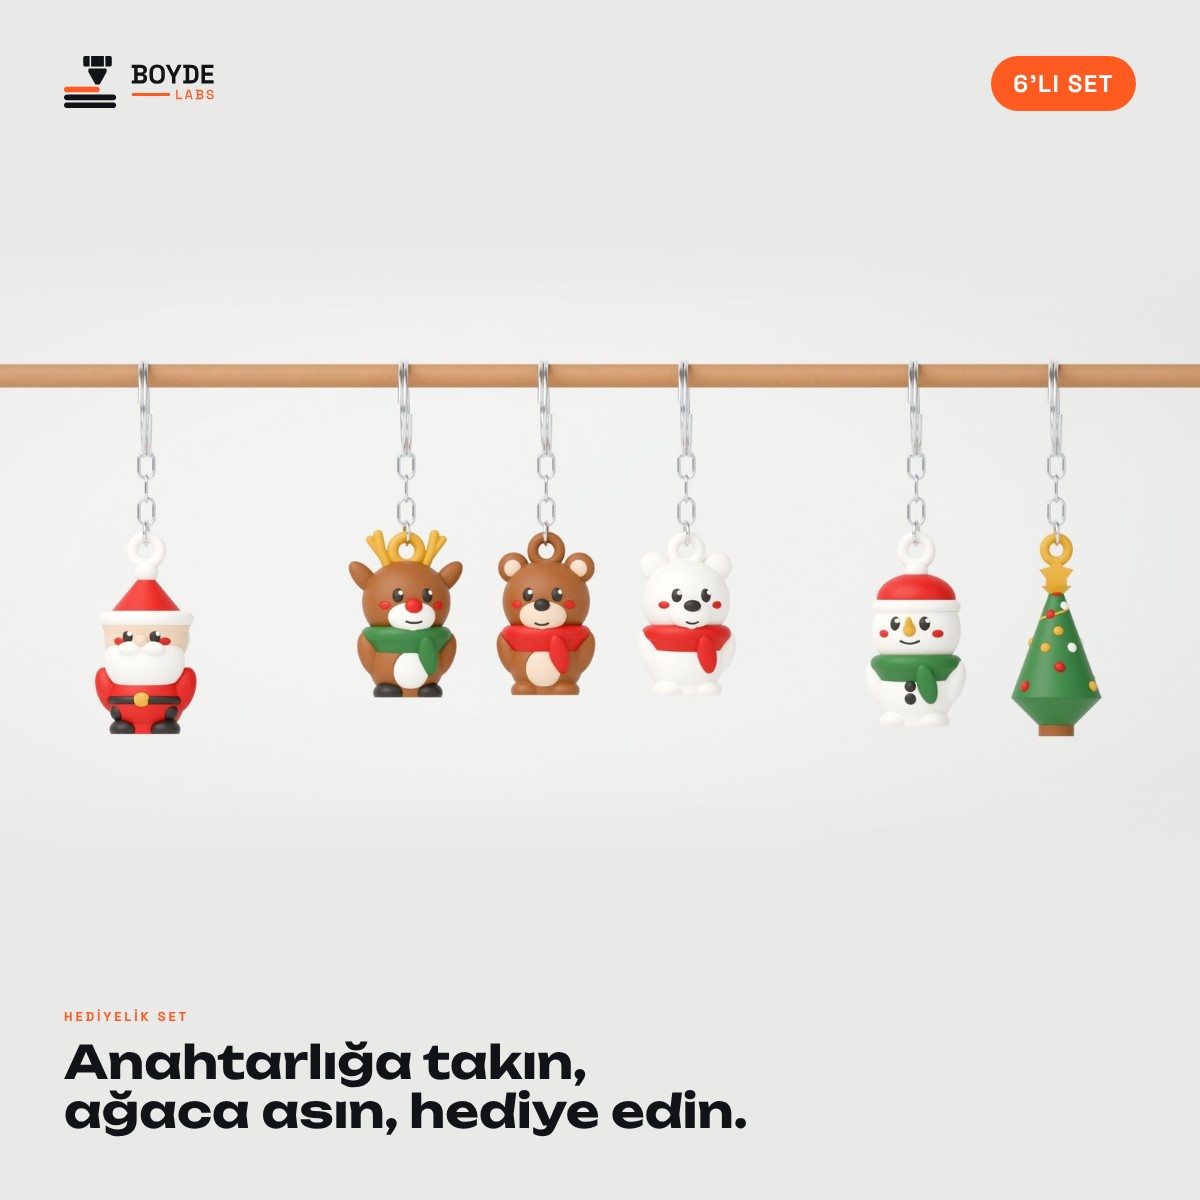 BOYDE
LABS
6’LI SET
HEDİYELİK SET
Anahtarlığa takın,
ağaca asın, hediye edin.